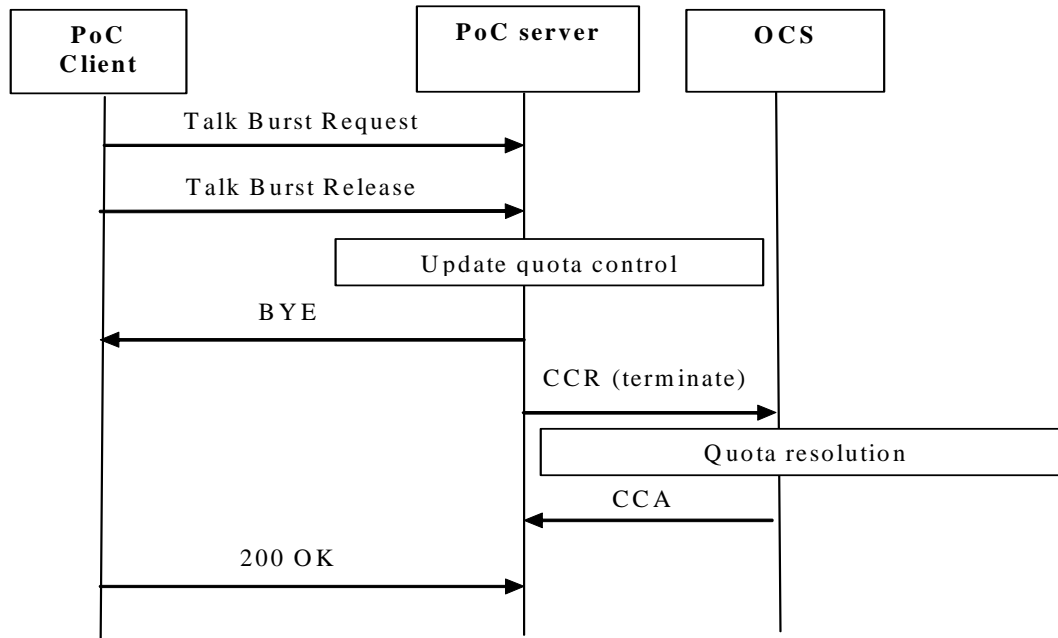 PoC
Client
PoC server
OCS
Talk Burst Request
Talk Burst Release
Update quota control
BYE
CCR (terminate)
Quota resolution
CCA
200 OK